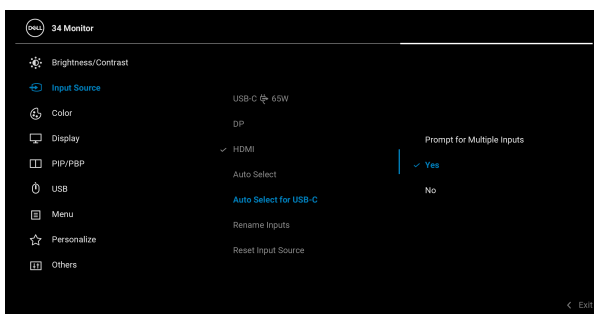 DELL
34 Monitor
Brightness/Contrast
Input Source
Color
Display
PIP/PBP
USB
Menu
Personalize
Others
USB-C 65W
DP
HDMI
Auto Select
Auto Select for USB-C
Rename Inputs
Reset Input Source
Prompt for Multiple Inputs
Yes
No
Exit